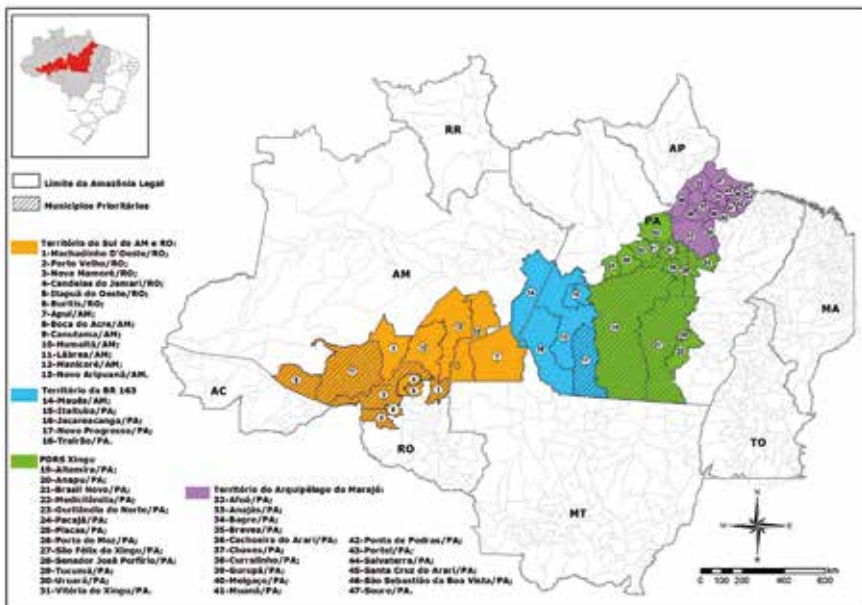 RR
AP
PA
AM
MA
AC
RO
TO
MT
Limite da Amazônia Legal
Municípios Prioritários
Território do Sul do AM e RO:
1-Machadinho D'Oeste/RO;
2-Porto Velho/RO;
3-Nova Mamoré/RO;
4-Candeias do Jamari/RO;
5-Itapuã do Oeste/RO;
6-Buritis/RO;
7-Apuí/AM;
8-Boca do Acre/AM;
9-Canutama/AM;
10-Humaitá/AM;
11-Lábrea/AM;
12-Manicoré/AM;
13-Novo Aripuanã/AM.
Território da BR 163
14-Maués/AM;
15-Itaituba/PA;
16-Jacareacanga/PA;
17-Novo Progresso/PA;
18-Trairão/PA.
PDRS Xingu
19-Altamira/PA;
20-Anapu/PA;
21-Brasil Novo/PA;
22-Medicilândia/PA;
23-Ourilândia do Norte/PA;
24-Pacajá/PA;
25-Placas/PA;
26-Porto de Moz/PA;
27-São Félix do Xingu/PA;
28-Senador José Porfírio/PA;
29-Tucumã/PA;
30-Uruará/PA;
31-Vitória do Xingu/PA.
Território do Arquipélago do Marajó:
32-Afuá/PA;
33-Anajás/PA;
34-Bagre/PA;
35-Breves/PA;
36-Cachoeira do Arari/PA;
37-Chaves/PA;
38-Curralinho/PA;
39-Gurupá/PA;
40-Melgaço/PA;
41-Muaná/PA;
42-Ponta de Pedras/PA;
43-Portel/PA;
44-Salvaterra/PA;
45-Santa Cruz do Arari/PA;
46-São Sebastião da Boa Vista/PA;
47-Soure/PA.
0 50 100 200 400 600 km